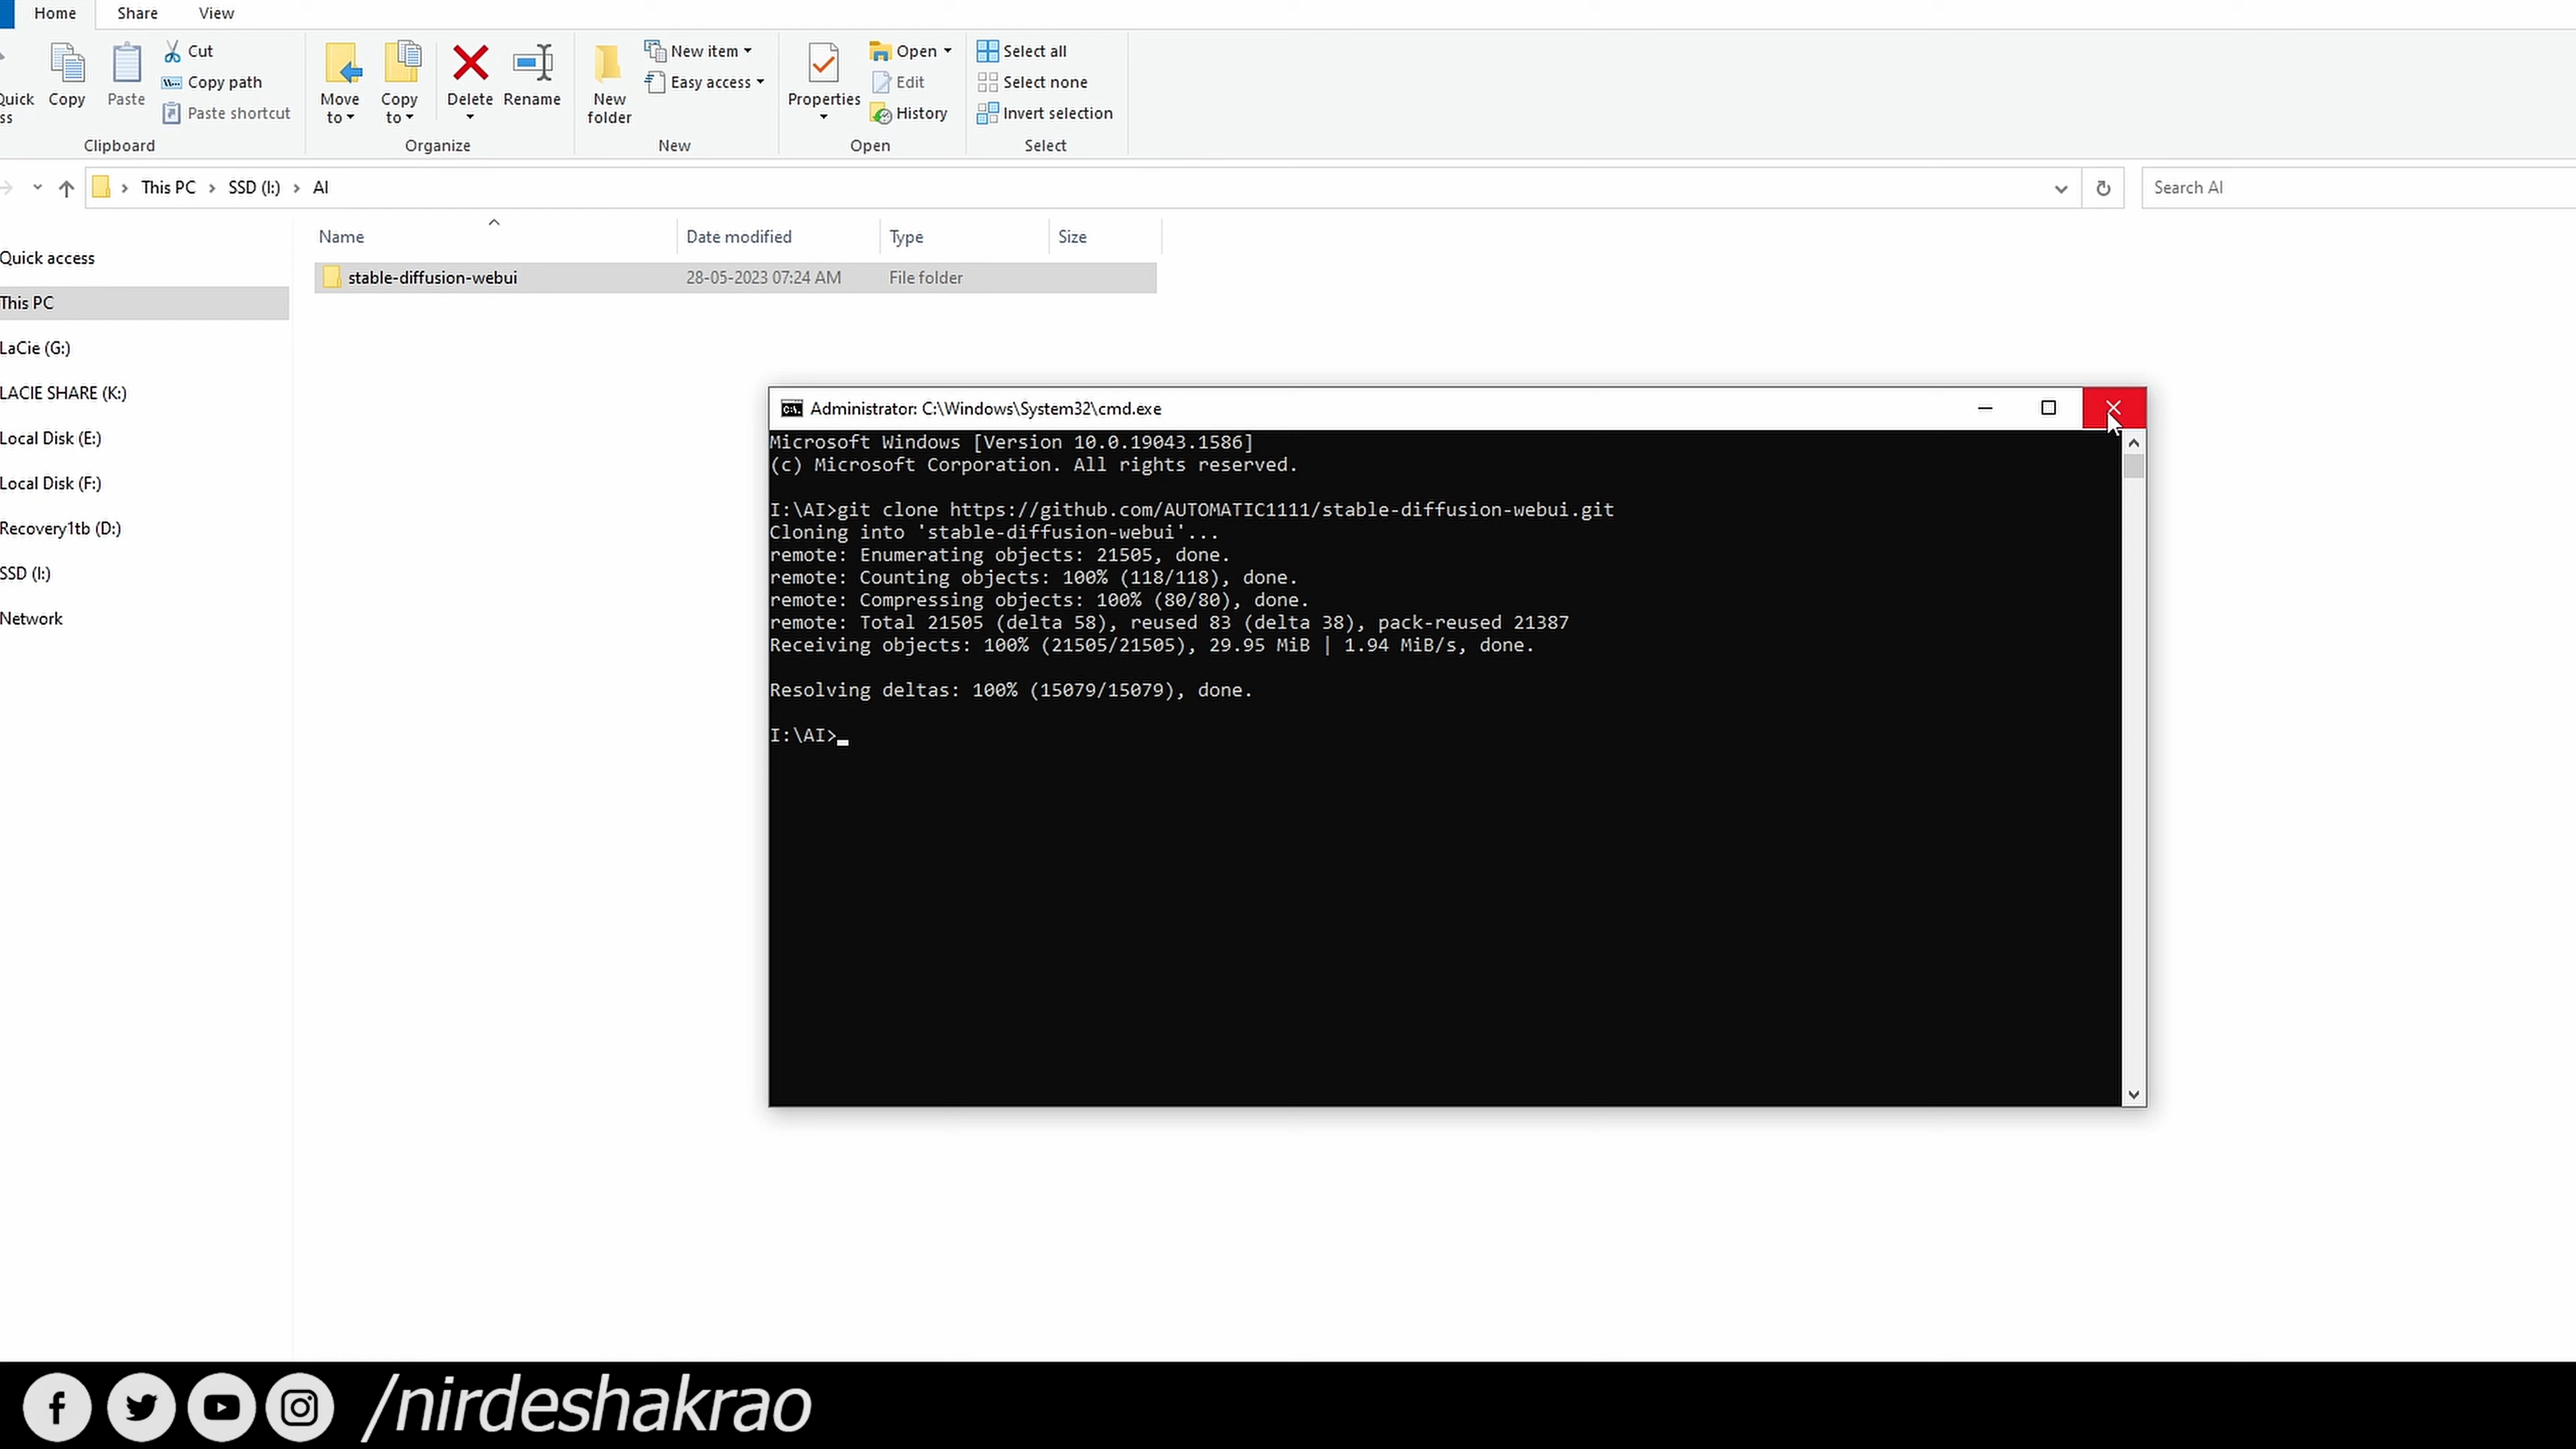 Home Share View
Quick
ss
Copy
Paste
Cut
Copy path
Paste shortcut
Clipboard
Move
to
Copy
to
Delete
Rename
Organize
New
folder
New item
Easy access
New
Properties
Open
Edit
History
Open
Select all
Select none
Invert selection
Select
This PC > SSD (I:) > AI
Search AI
Name Date modified Type Size
stable-diffusion-webui 28-05-2023 07:24 AM File folder
Quick access
This PC
LaCie (G:)
LACIE SHARE (K:)
Local Disk (E:)
Local Disk (F:)
Recovery1tb (D:)
SSD (I:)
Network
Administrator: C:\Windows\System32\cmd.exe
Microsoft Windows [Version 10.0.19043.1586]
(c) Microsoft Corporation. All rights reserved.
I:\AI>git clone https://github.com/AUTOMATIC1111/stable-diffusion-webui.git
Cloning into 'stable-diffusion-webui'...
remote: Enumerating objects: 21505, done.
remote: Counting objects: 100% (118/118), done.
remote: Compressing objects: 100% (80/80), done.
remote: Total 21505 (delta 58), reused 83 (delta 38), pack-reused 21387
Receiving objects: 100% (21505/21505), 29.95 MiB | 1.94 MiB/s, done.
Resolving deltas: 100% (15079/15079), done.
I:\AI>
/nirdeshakrao